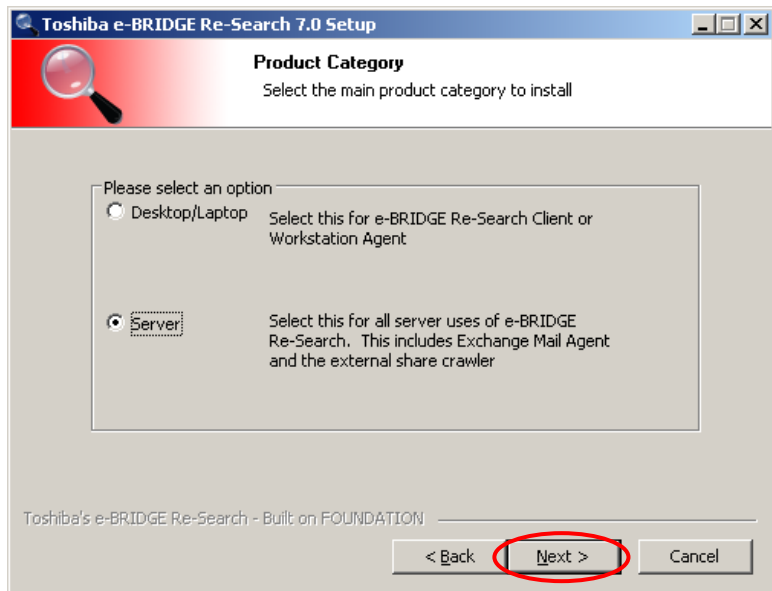 Toshiba e-BRIDGE Re-Search 7.0 Setup
Product Category
Select the main product category to install
Please select an option
Desktop/Laptop
Select this for e-BRIDGE Re-Search Client or
Workstation Agent
Server
Select this for all server uses of e-BRIDGE
Re-Search. This includes Exchange Mail Agent
and the external share crawler
Toshiba's e-BRIDGE Re-Search - Built on FOUNDATION
< Back
Next >
Cancel